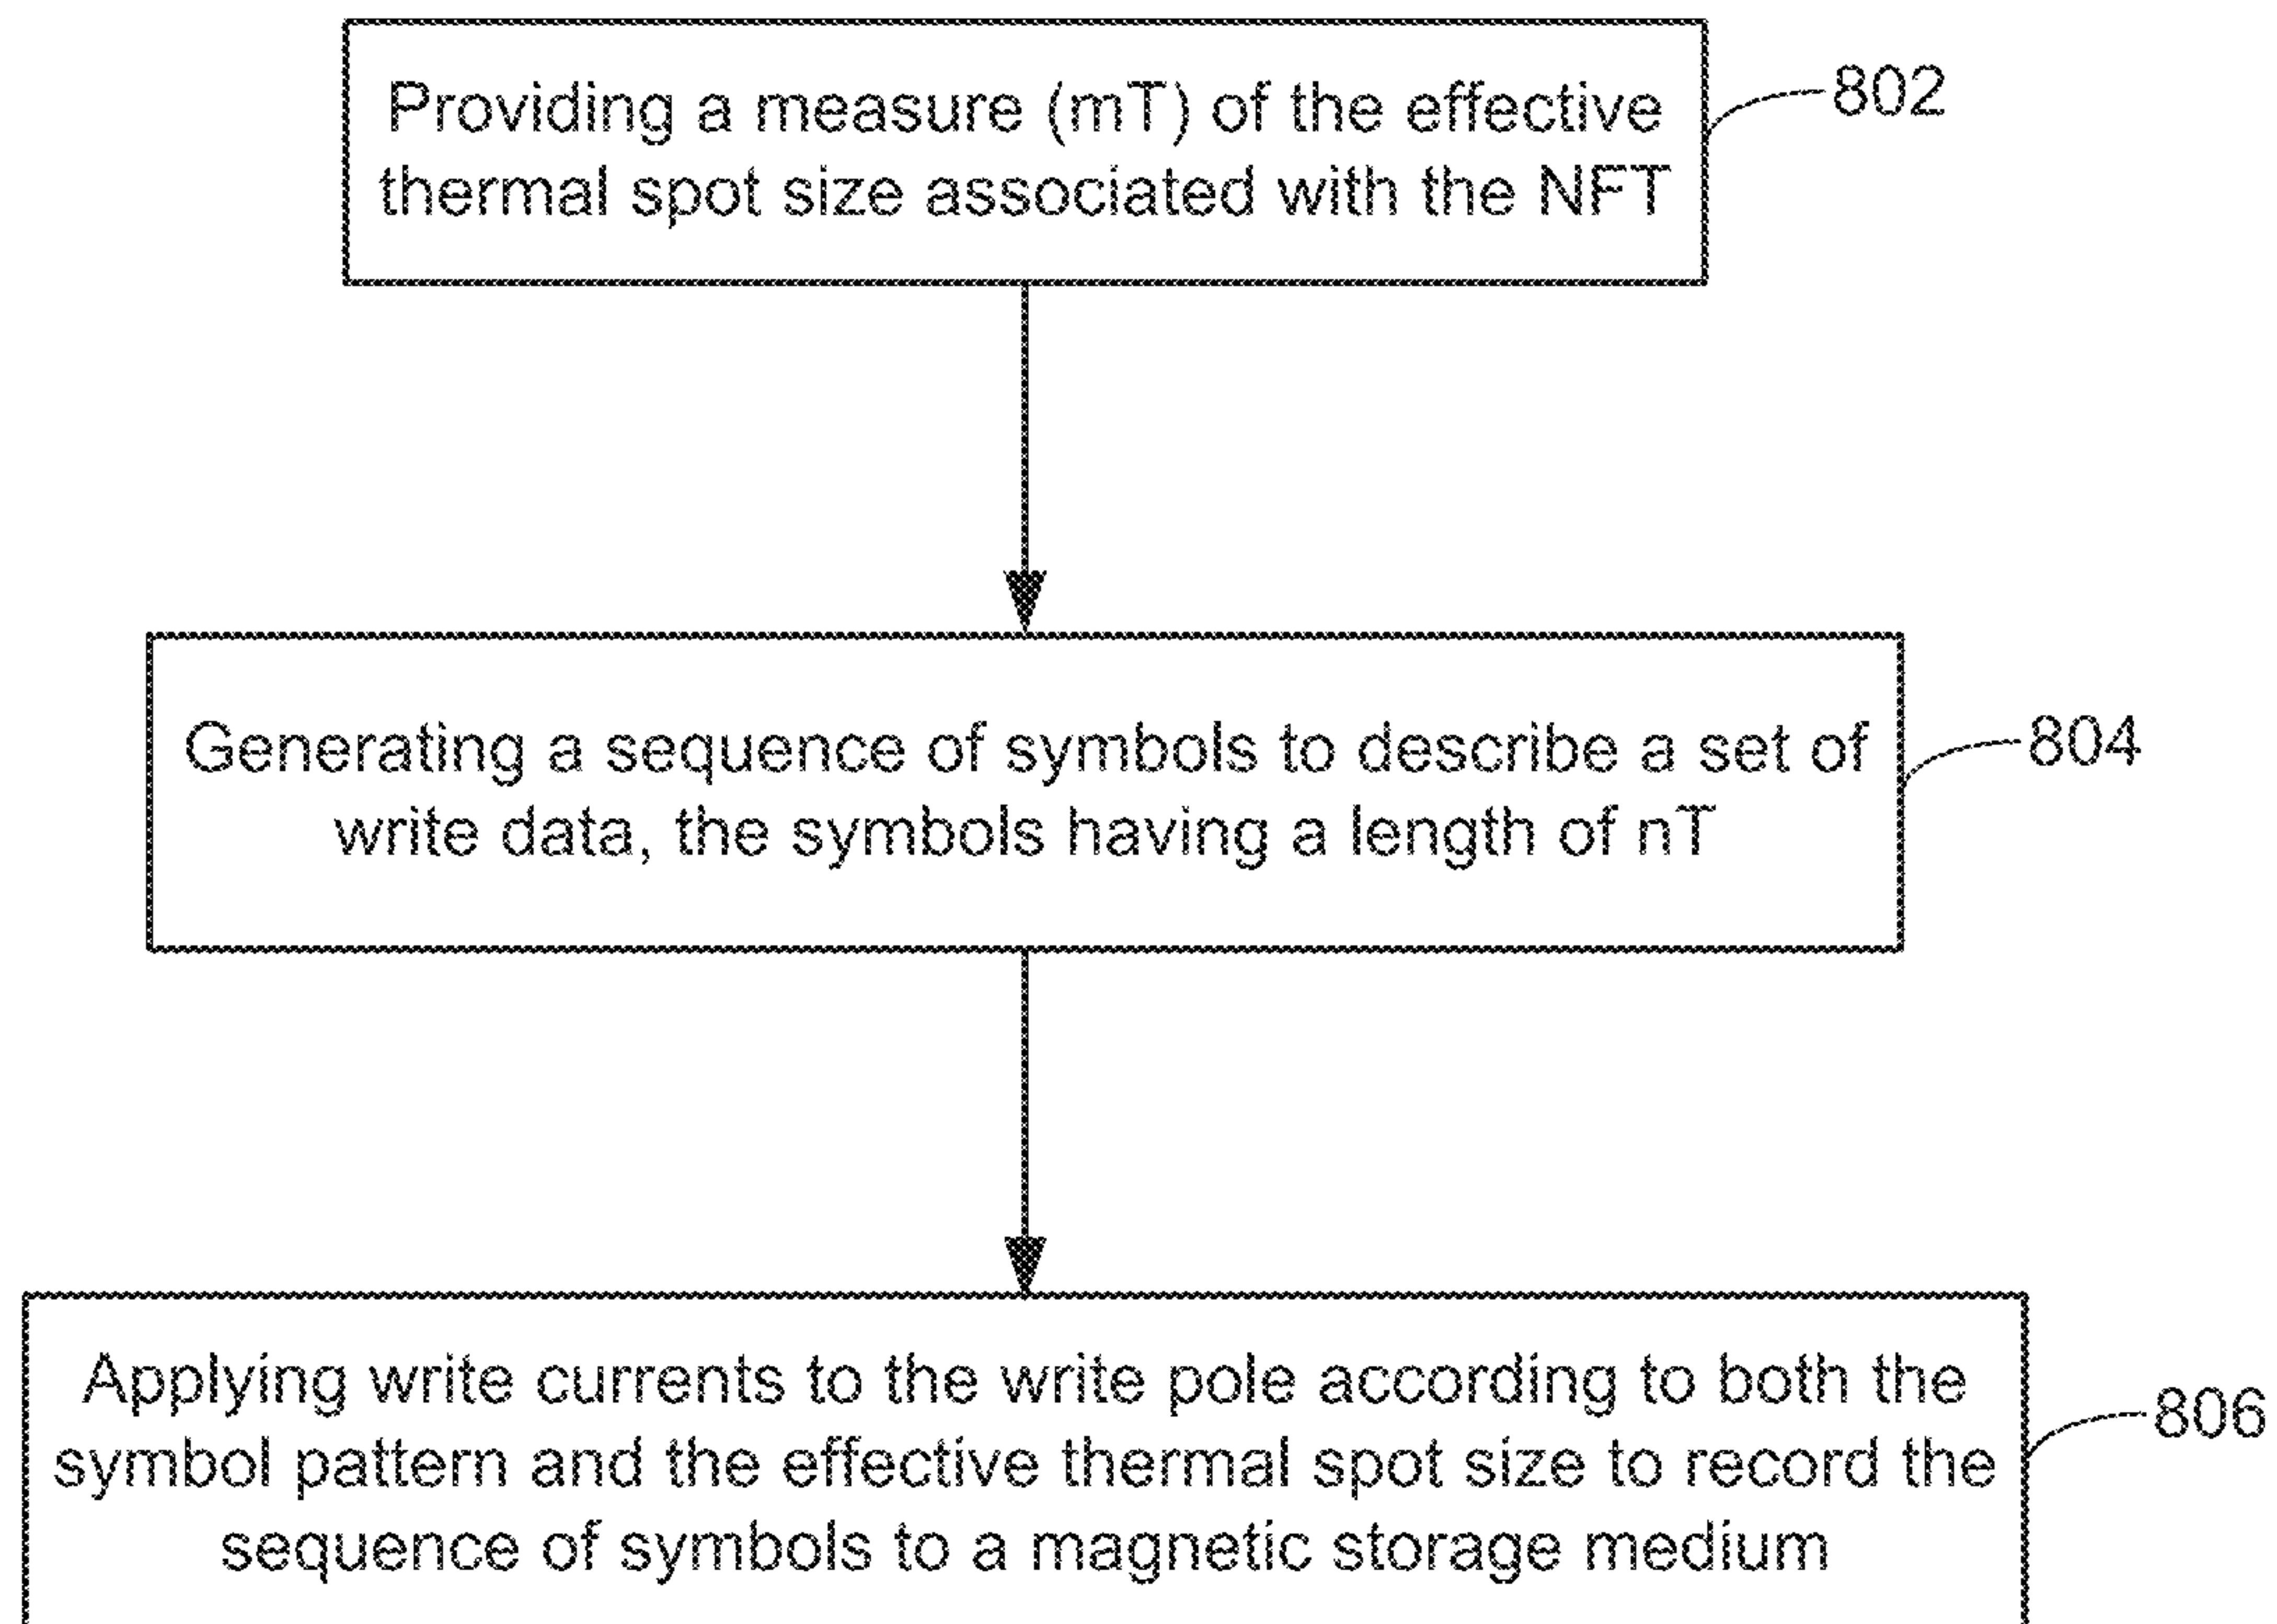 Providing a measure (mT) of the effective
thermal spot size associated with the NFT
802
Generating a sequence of symbols to describe a set of
write data, the symbols having a length of nT
804
Applying write currents to the write pole according to both the
symbol pattern and the effective thermal spot size to record the
sequence of symbols to a magnetic storage medium
806